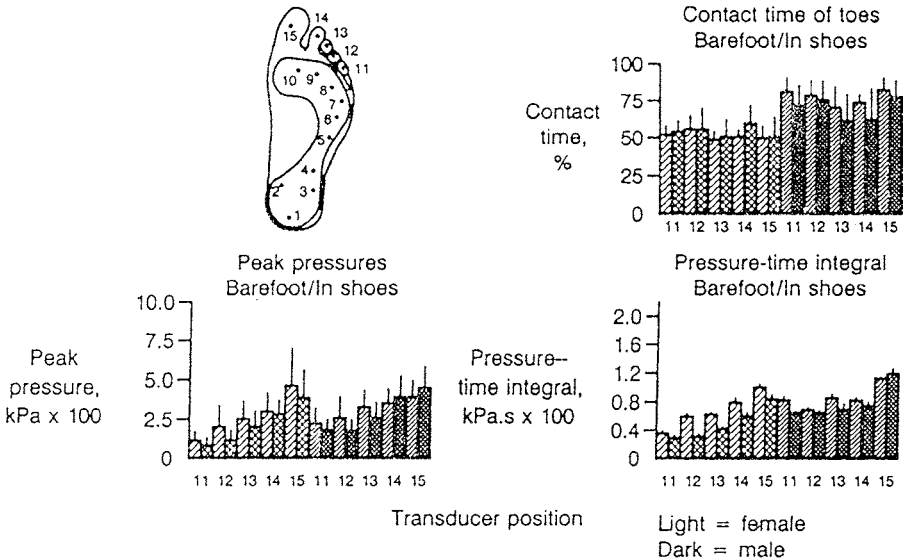 14
13
15
12
11
10
9
8
7
6
5
4
2
3
1
Contact time of toes
Barefoot/In shoes
Contact
time,
%
100
75
50
25
0
11 12 13 14 15 11 12 13 14 15
Peak pressures
Barefoot/In shoes
Peak
pressure,
kPa x 100
10.0
7.5
5.0
2.5
0
11 12 13 14 15 11 12 13 14 15
Pressure-time integral
Barefoot/In shoes
Pressure--
time integral,
kPa.s x 100
2.0
1.6
1.2
0.8
0.4
0
11 12 13 14 15 11 12 13 14 15
Transducer position
Light = female
Dark = male